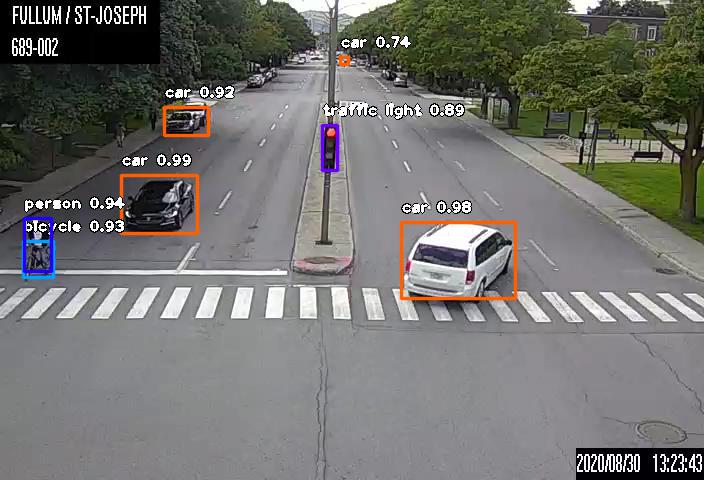 FULLUM / ST-JOSEPH
689-002
car 0.74
car 0.92
traffic light 0.89
car 0.99
person 0.94
car 0.98
bicycle 0.93
2020/08/30 13:23:43